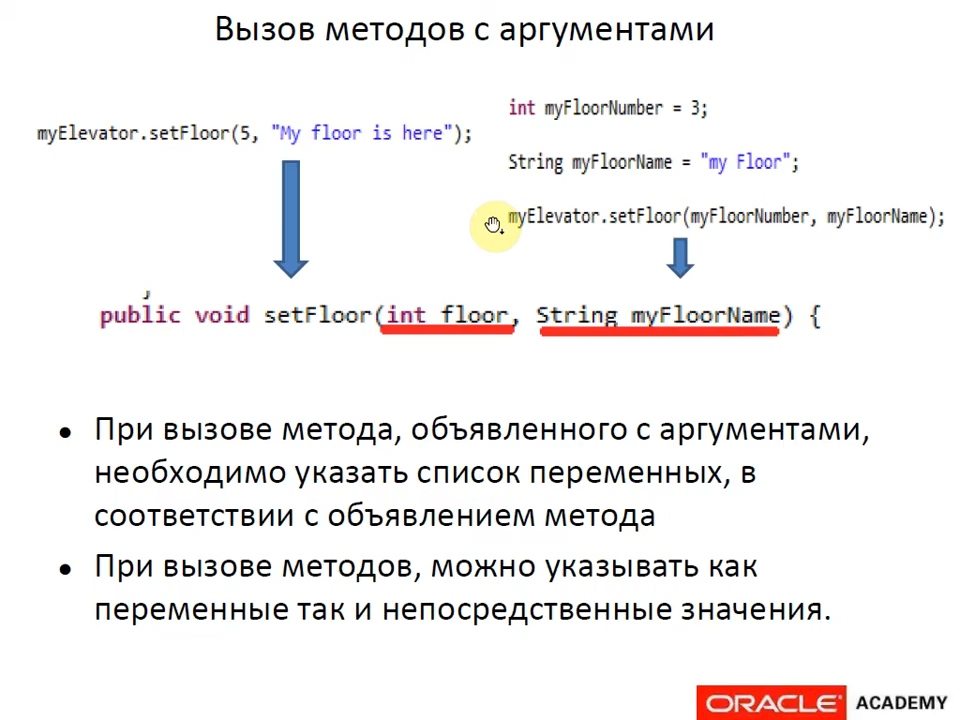 Вызов методов с аргументами
myElevator.setFloor(5, "My floor is here");
int myFloorNumber = 3;
String myFloorName = "my Floor";
myElevator.setFloor(myFloorNumber, myFloorName);
public void setFloor(int floor, String myFloorName) {
• При вызове метода, объявленного с аргументами,
необходимо указать список переменных, в
соответствии с объявлением метода
• При вызове методов, можно указывать как
переменные так и непосредственные значения.
ORACLE ACADEMY